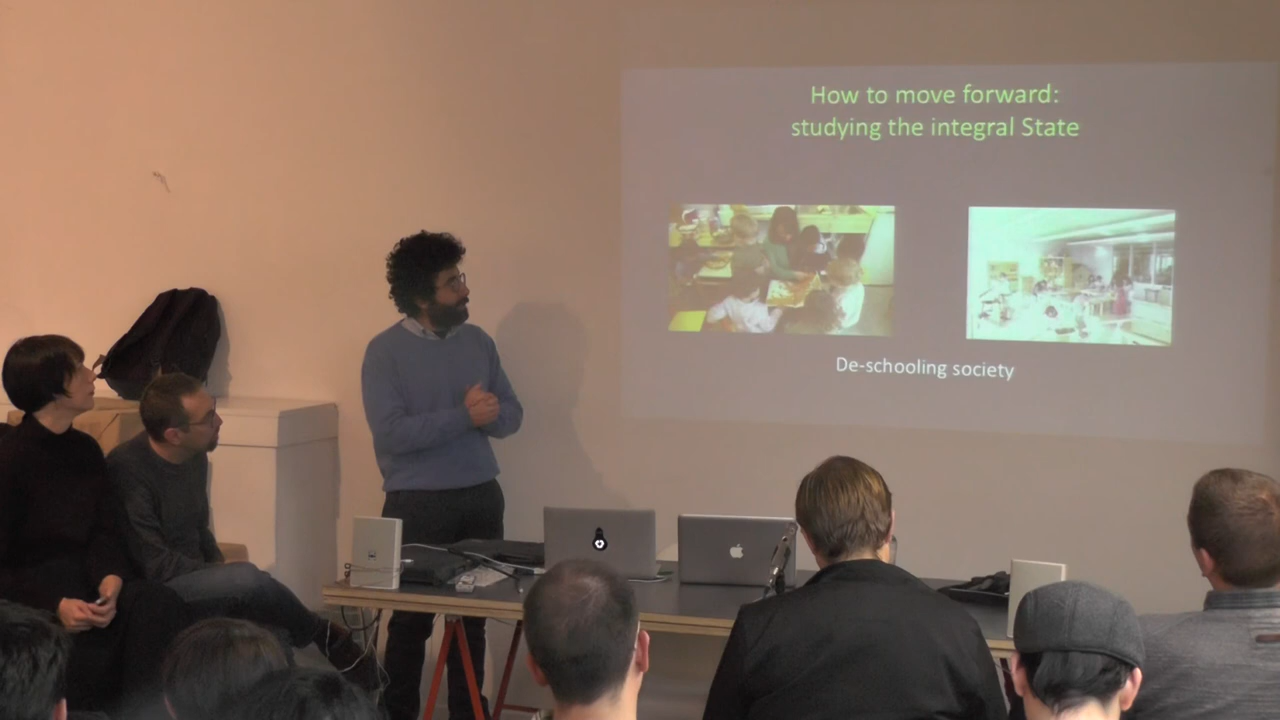 How to move forward:
studying the integral State
De-schooling society